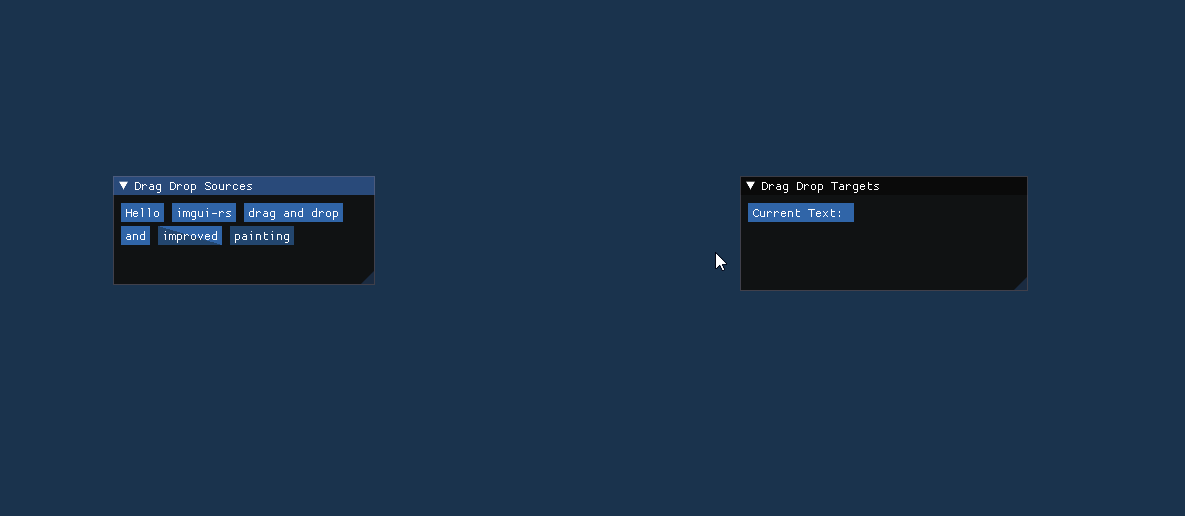 Drag Drop Sources
Hello imgui-rs drag and drop
and improved painting
Drag Drop Targets
Current Text: